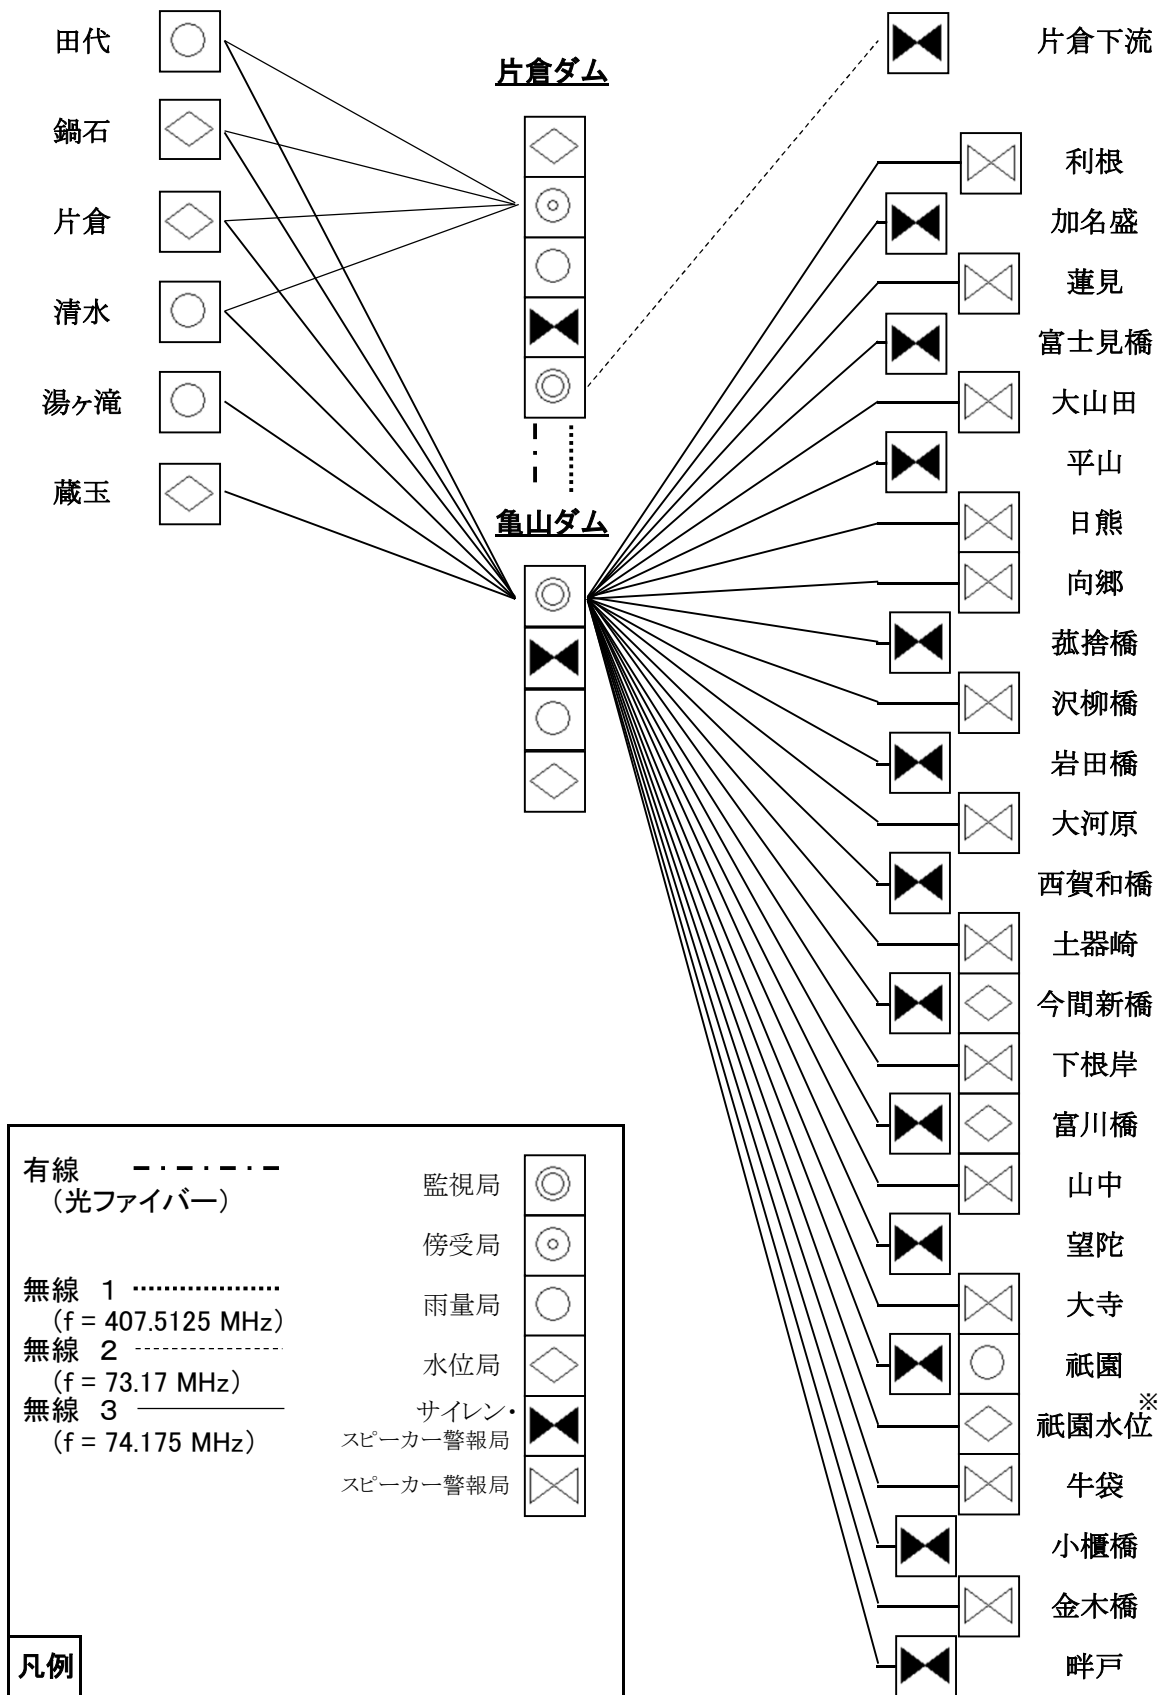 田代
鍋石
片倉
清水
湯ヶ滝
蔵玉
片倉ダム
亀山ダム
片倉下流
利根
加名盛
蓮見
富士見橋
大山田
平山
日熊
向郷
菰捨橋
沢柳橋
岩田橋
大河原
西賀和橋
土器崎
今間新橋
下根岸
富川橋
山中
望陀
大寺
祇園
※
祇園水位
牛袋
小櫃橋
金木橋
畔戸
有線
（光ファイバー）
無線 1
(f = 407.5125 MHz)
無線 2
(f = 73.17 MHz)
無線 3
(f = 74.175 MHz)
監視局
傍受局
雨量局
水位局
サイレン・
スピーカー警報局
スピーカー警報局
凡例